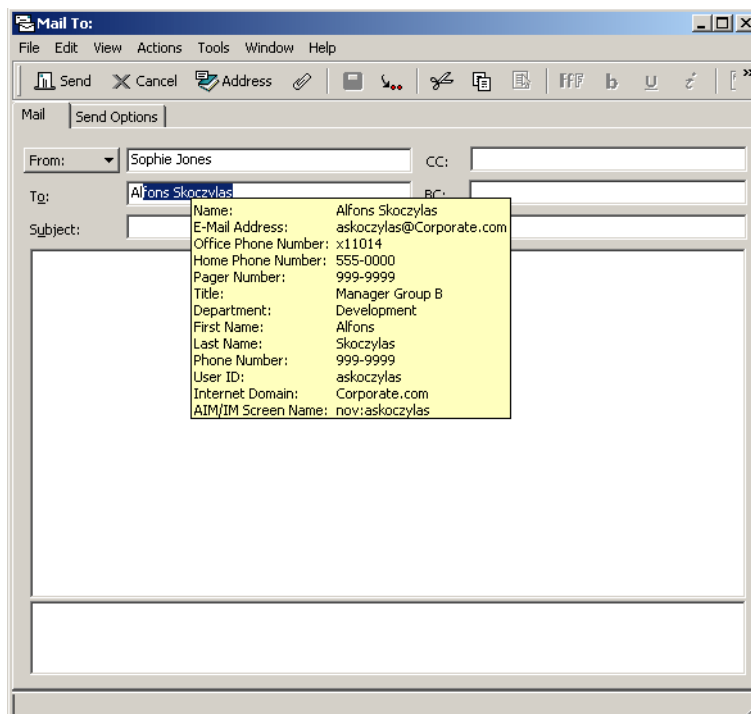 Mail To:
File Edit View Actions Tools Window Help
Send Cancel Address FfF b u i
Mail Send Options
From: Sophie Jones CC:
To: Alfons Skoczylas BC:
Subject:
Name: Alfons Skoczylas
E-Mail Address: askoczylas@Corporate.com
Office Phone Number: x11014
Home Phone Number: 555-0000
Pager Number: 999-9999
Title: Manager Group B
Department: Development
First Name: Alfons
Last Name: Skoczylas
Phone Number: 999-9999
User ID: askoczylas
Internet Domain: Corporate.com
AIM/IM Screen Name: nov:askoczylas